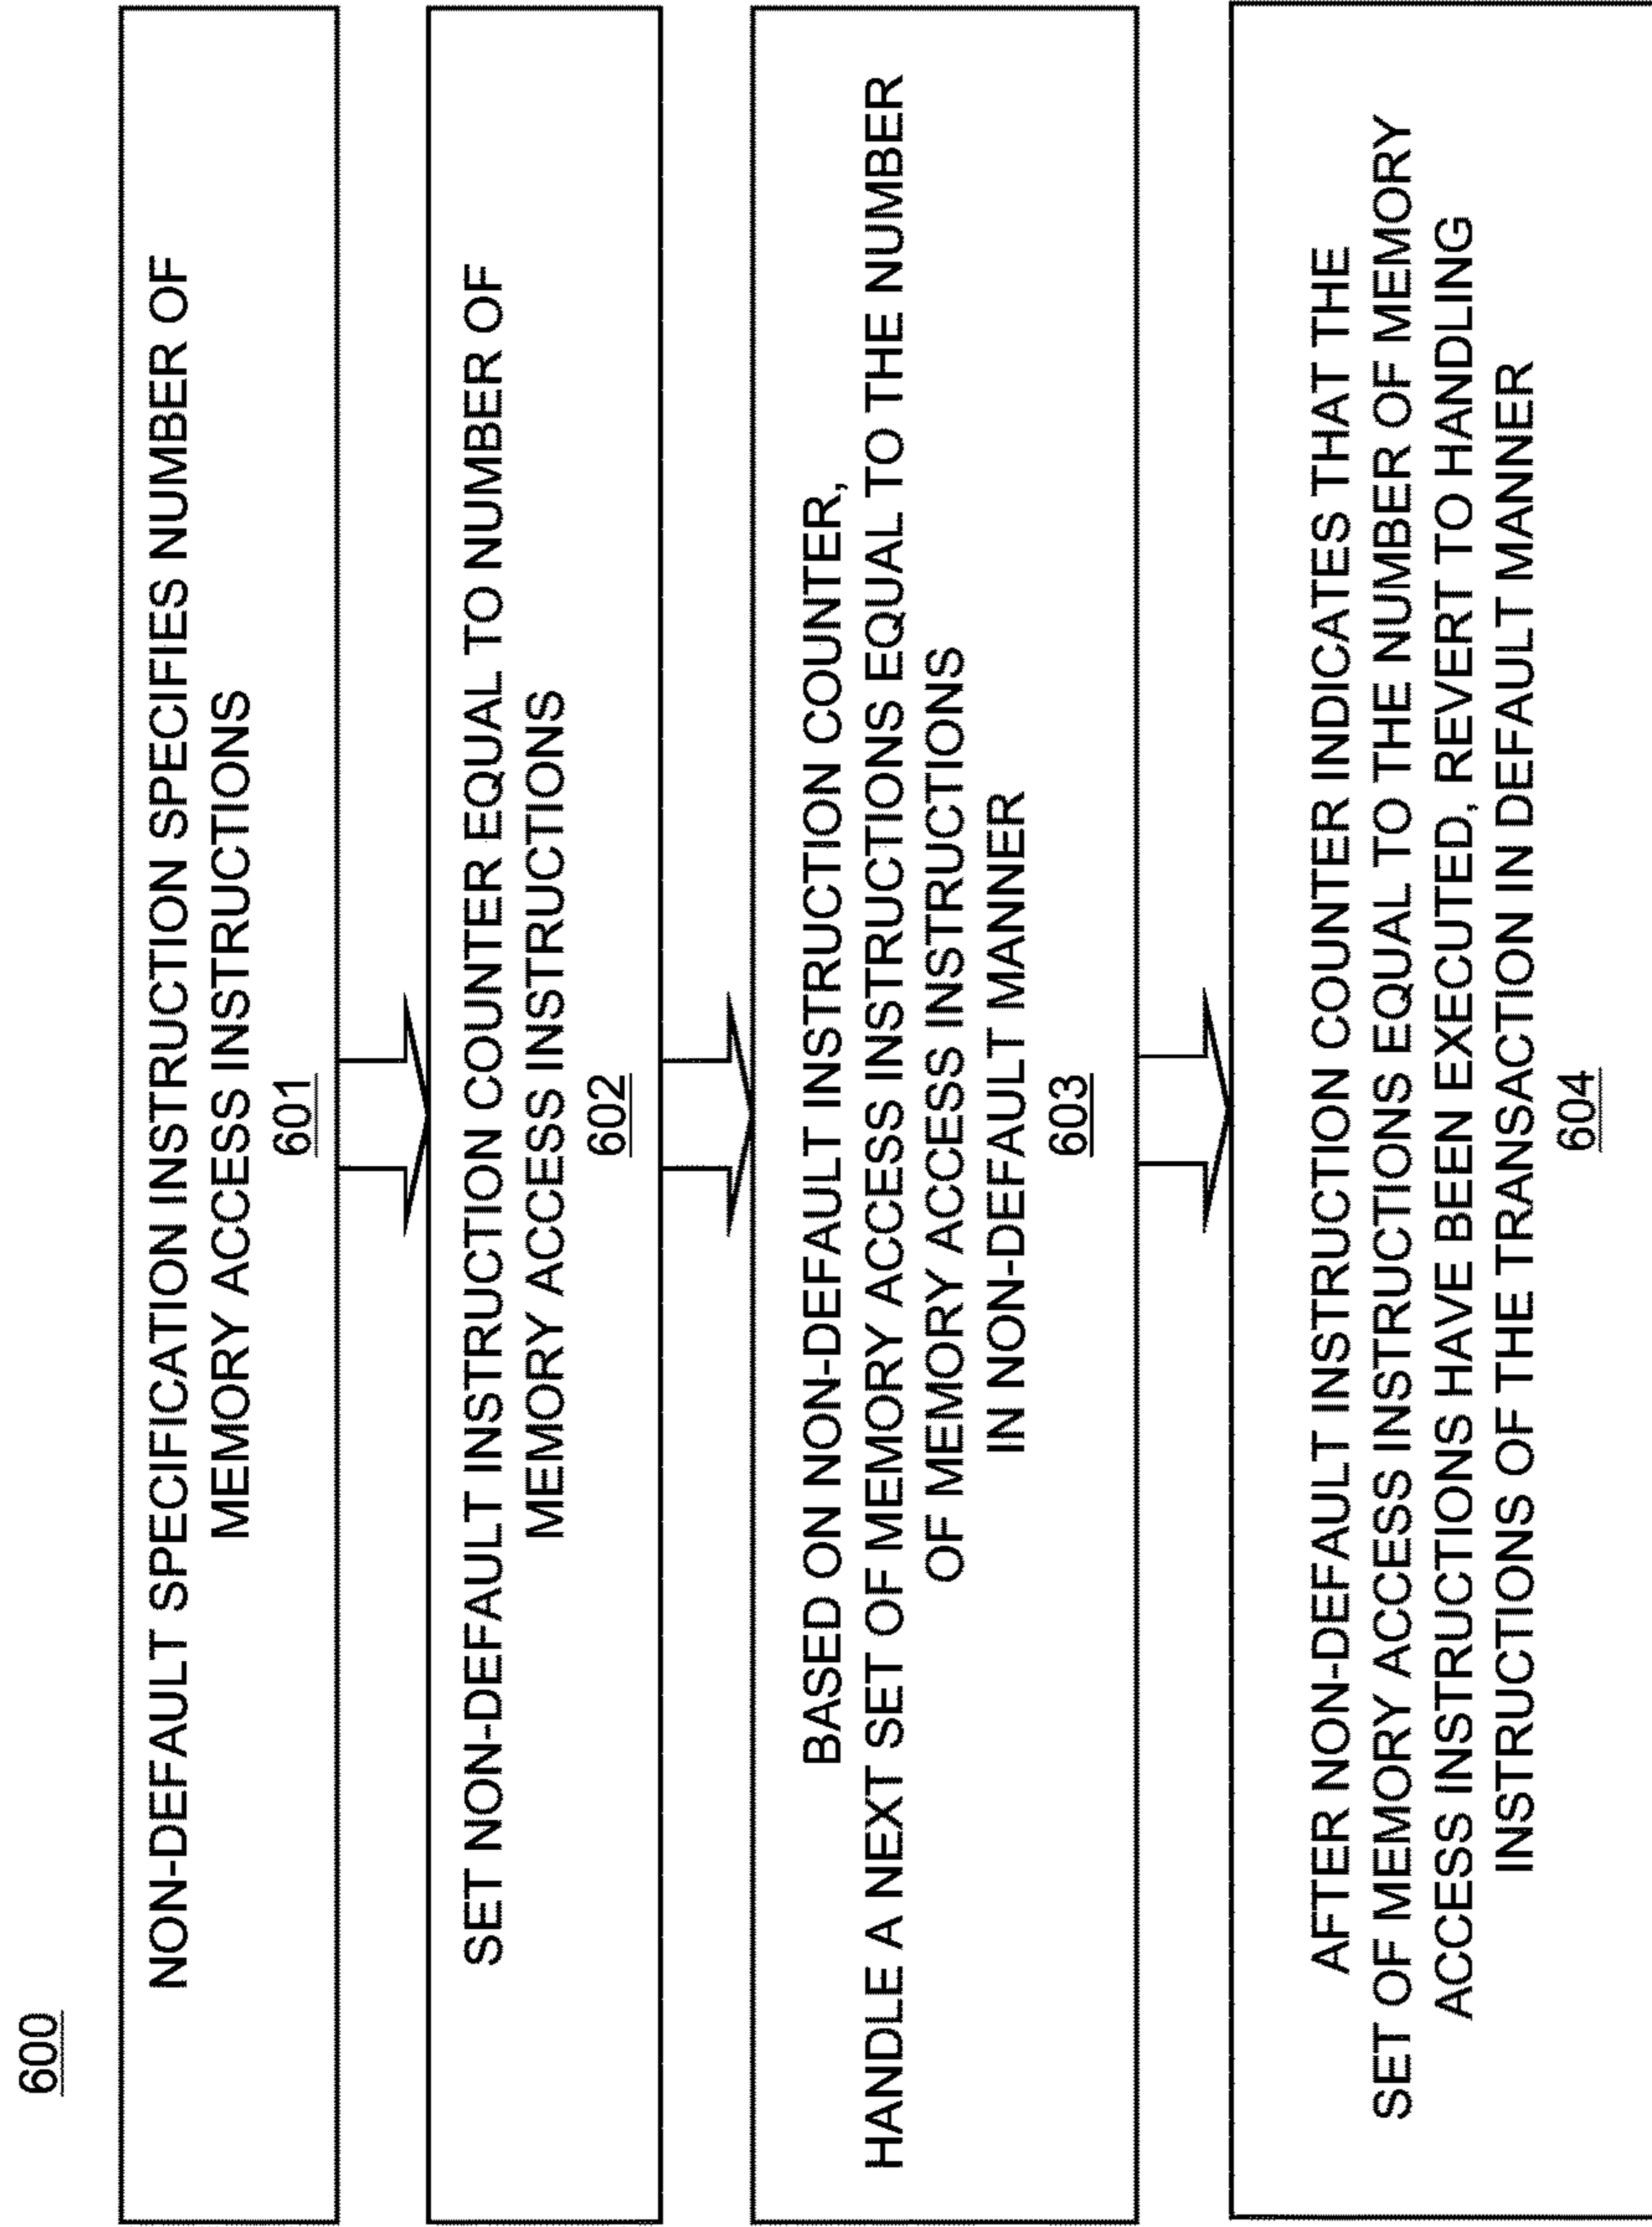 600
NON-DEFAULT SPECIFICATION INSTRUCTION SPECIFIES NUMBER OF
MEMORY ACCESS INSTRUCTIONS
601
SET NON-DEFAULT INSTRUCTION COUNTER EQUAL TO NUMBER OF
MEMORY ACCESS INSTRUCTIONS
602
BASED ON NON-DEFAULT INSTRUCTION COUNTER,
HANDLE A NEXT SET OF MEMORY ACCESS INSTRUCTIONS EQUAL TO THE NUMBER
OF MEMORY ACCESS INSTRUCTIONS
IN NON-DEFAULT MANNER
603
AFTER NON-DEFAULT INSTRUCTION COUNTER INDICATES THAT THE
SET OF MEMORY ACCESS INSTRUCTIONS EQUAL TO THE NUMBER OF MEMORY
ACCESS INSTRUCTIONS HAVE BEEN EXECUTED, REVERT TO HANDLING
INSTRUCTIONS OF THE TRANSACTION IN DEFAULT MANNER
604